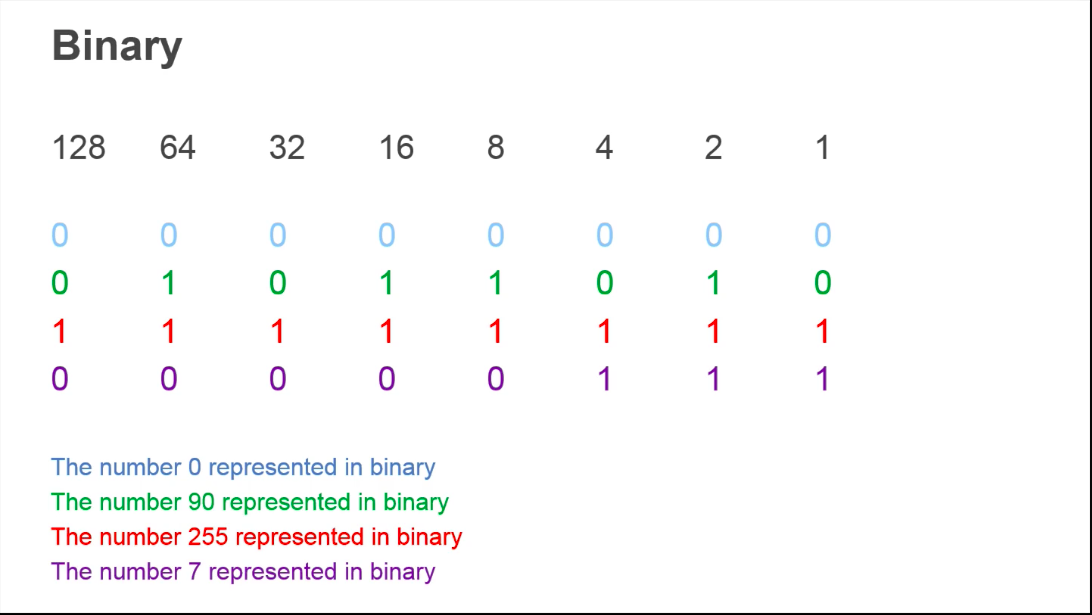 Binary
128 64 32 16 8 4 2 1
0 0 0 0 0 0 0 0
0 1 0 1 1 0 1 0
1 1 1 1 1 1 1 1
0 0 0 0 0 1 1 1
The number 0 represented in binary
The number 90 represented in binary
The number 255 represented in binary
The number 7 represented in binary